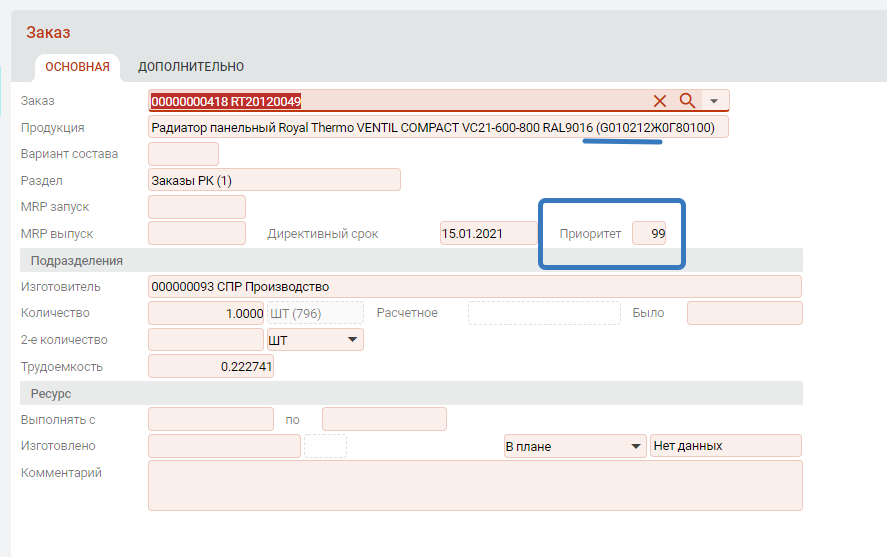 Заказ
ОСНОВНАЯ ДОПОЛНИТЕЛЬНО
Заказ 00000000418 RT20120049
Продукция Радиатор панельный Royal Thermo VENTIL COMPACT VC21-600-800 RAL9016 (G010212Ж0Г80100)
Вариант состава
Раздел Заказы РК (1)
MRP запуск
MRP выпуск Директивный срок 15.01.2021 Приоритет 99
Подразделения
Изготовитель 000000093 СПР Производство
Количество 1.0000 ШТ (796) Расчетное Было
2-е количество ШТ
Трудоемкость 0.222741
Ресурс
Выполнять с по
Изготовлено В плане Нет данных
Комментарий